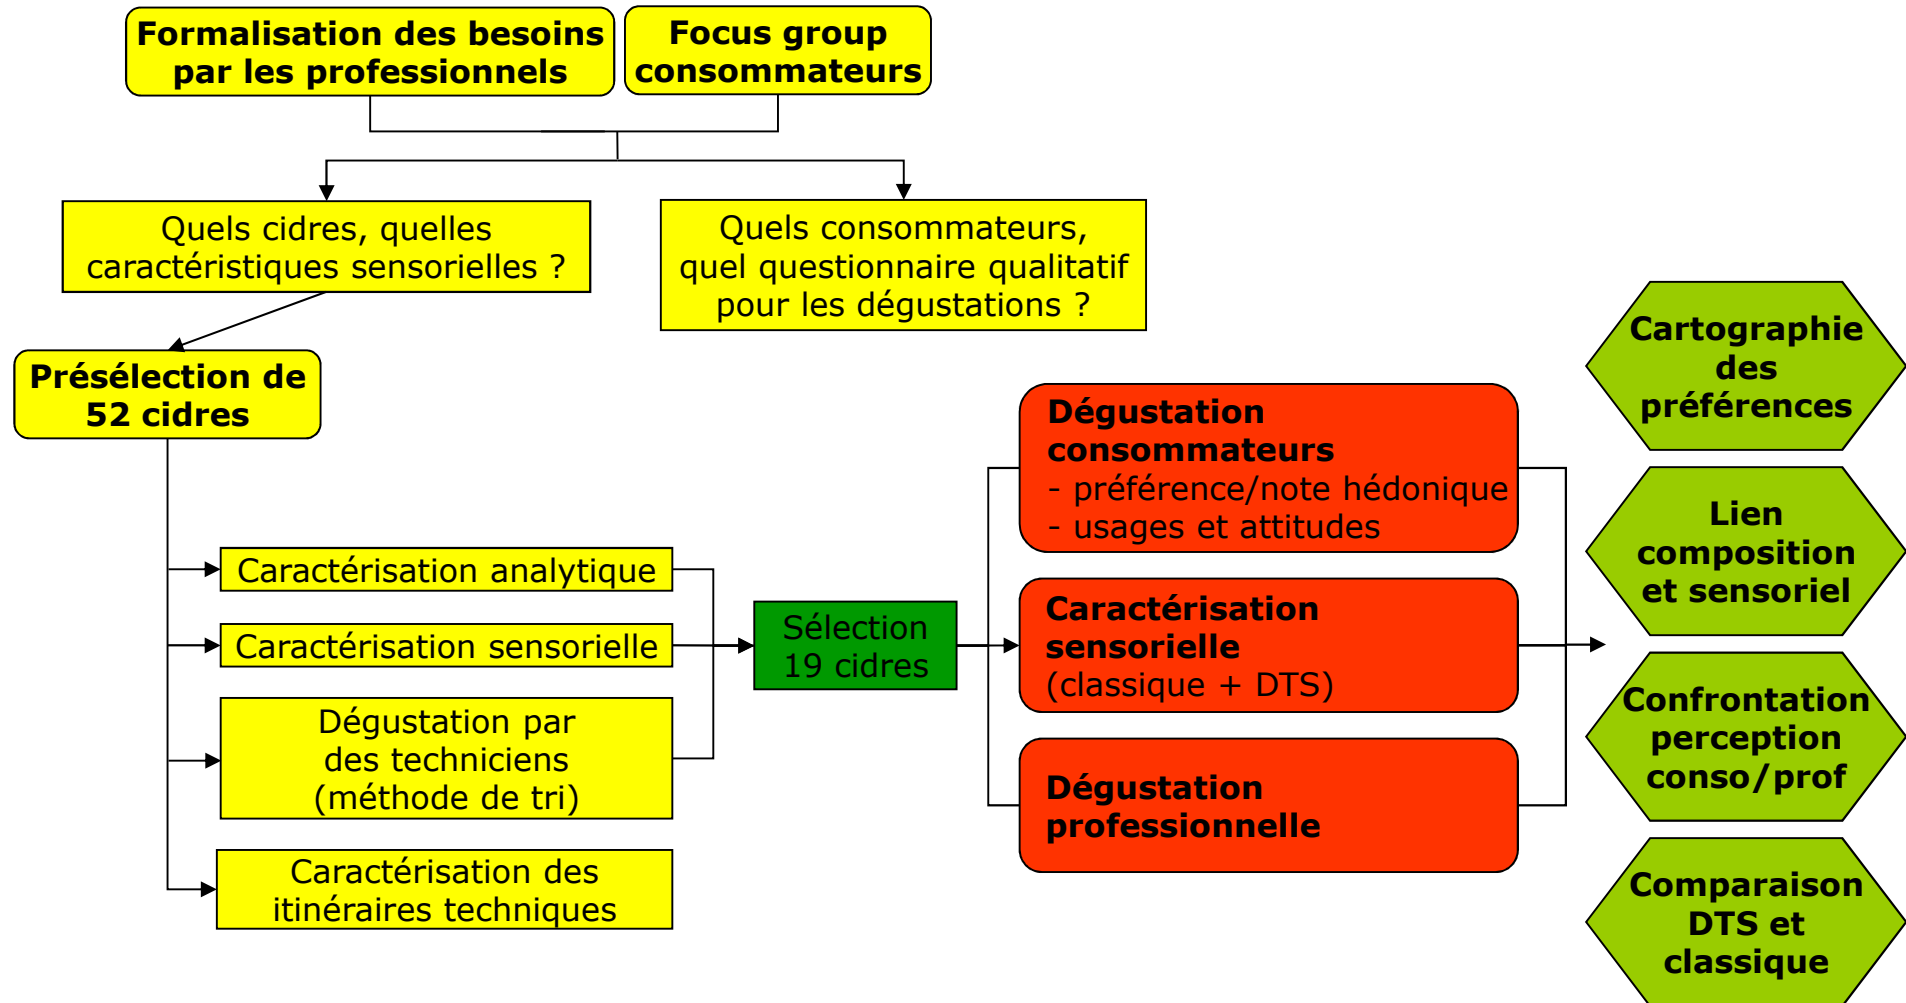 Formalisation des besoins
par les professionnels
Focus group
consommateurs
Quels cidres, quelles
caractéristiques sensorielles ?
Quels consommateurs,
quel questionnaire qualitatif
pour les dégustations ?
Présélection de
52 cidres
Caractérisation analytique
Caractérisation sensorielle
Dégustation par
des techniciens
(méthode de tri)
Caractérisation des
itinéraires techniques
Sélection
19 cidres
Dégustation
consommateurs
- préférence/note hédonique
- usages et attitudes
Caractérisation
sensorielle
(classique + DTS)
Dégustation
professionnelle
Cartographie
des
préférences
Lien
composition
et sensoriel
Confrontation
perception
conso/prof
Comparaison
DTS et
classique